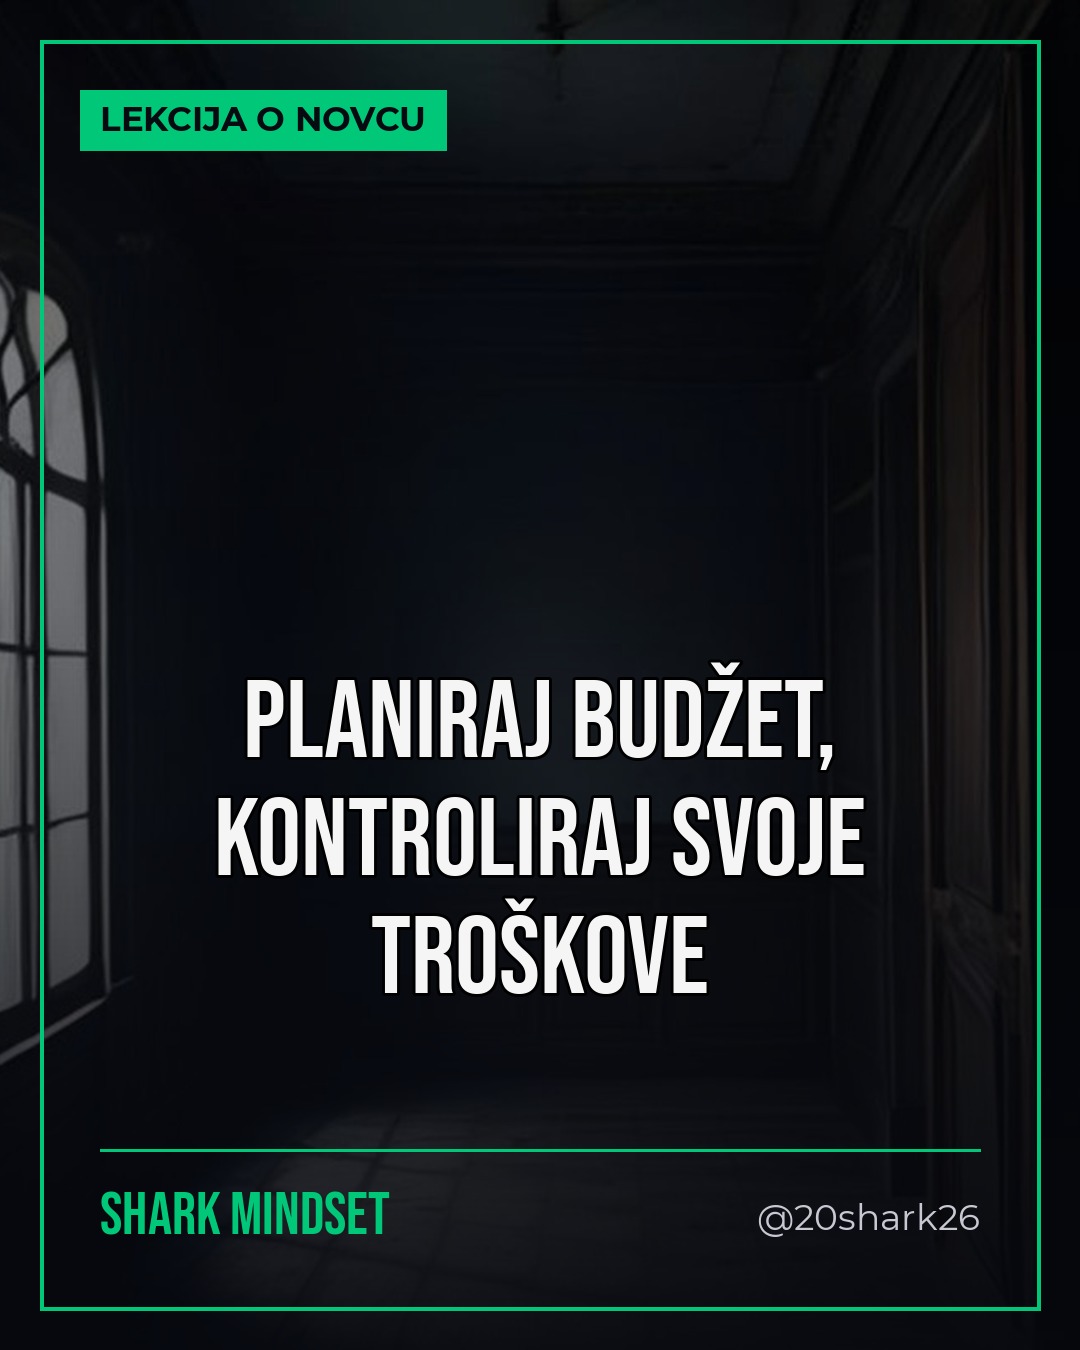 LEKCIJA O NOVCU
PLANIRAJ BUDŽET,
KONTROLIRAJ SVOJE
TROŠKOVE
SHARK MINDSET
@20shark26